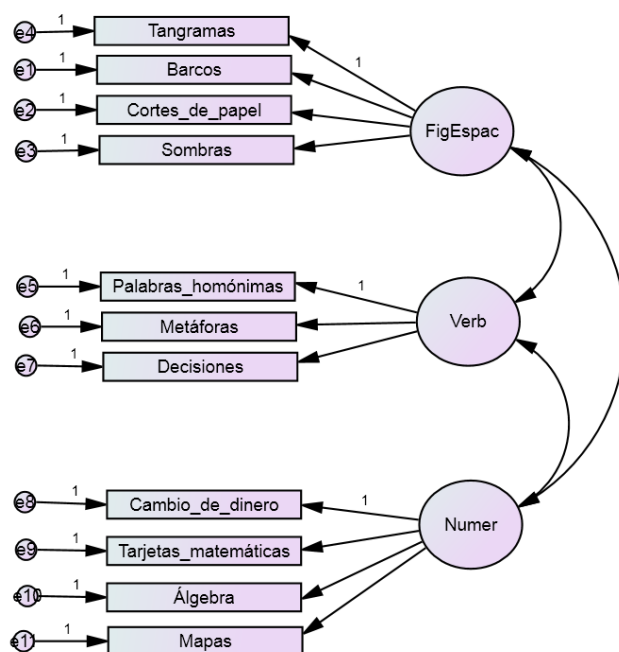 e4
1
Tangramas
1
e1
1
Barcos
e2
1
Cortes_de_papel
FigEspac
e3
1
Sombras
e5
1
Palabras_homónimas
1
e6
1
Metáforas
Verb
e7
1
Decisiones
e8
1
Cambio_de_dinero
1
e9
1
Tarjetas_matemáticas
Numer
e10
1
Álgebra
e11
1
Mapas